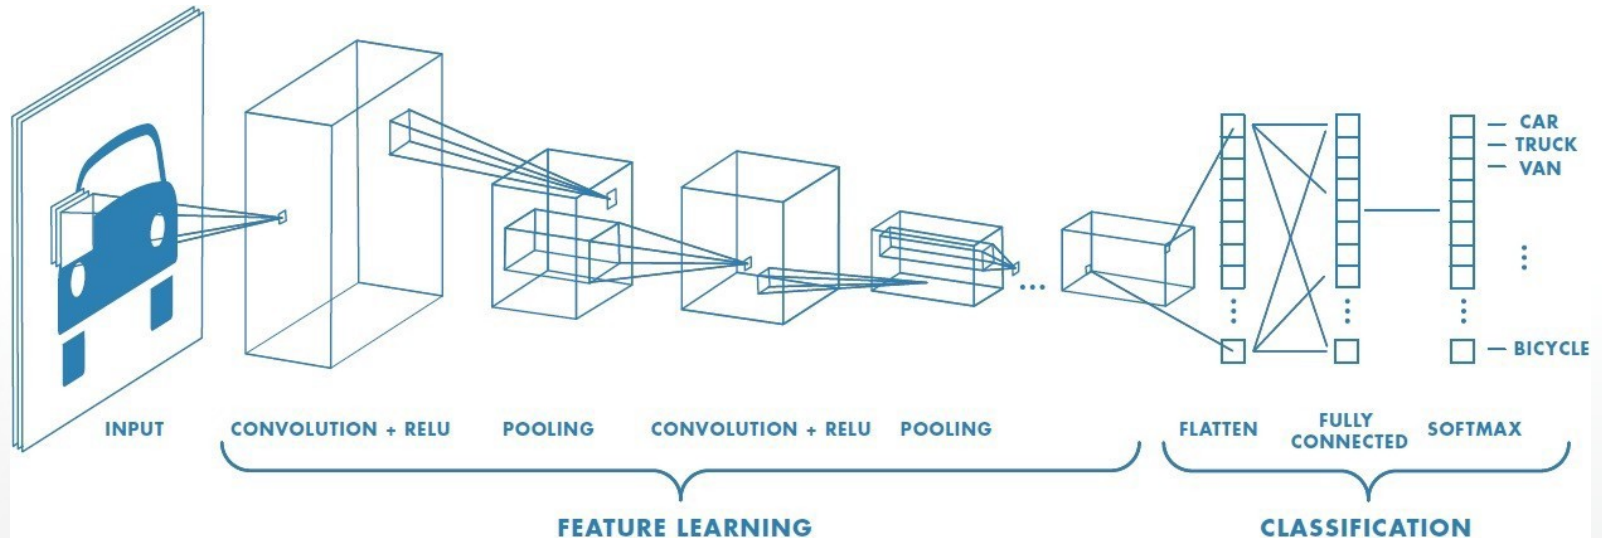 CAR
TRUCK
VAN
BICYCLE
INPUT
CONVOLUTION + RELU
POOLING
CONVOLUTION + RELU
POOLING
FLATTEN
FULLY
CONNECTED
SOFTMAX
FEATURE LEARNING
CLASSIFICATION